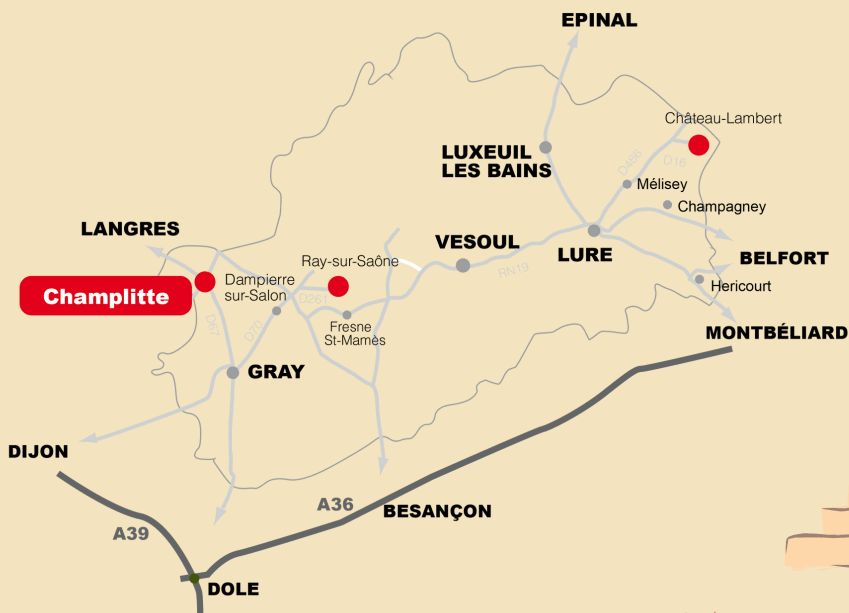 EPINAL
Château-Lambert
LUXEUIL
LES BAINS
D486
D16
Mélisey
Champagney
LANGRES
VESOUL
LURE
BELFORT
Ray-sur-Saône
RN19
Champlitte
Dampierre
sur-Salon
D261
Hericourt
D67
D70
Fresne
St-Mamès
MONTBÉLIARD
GRAY
DIJON
A36
BESANÇON
A39
DOLE